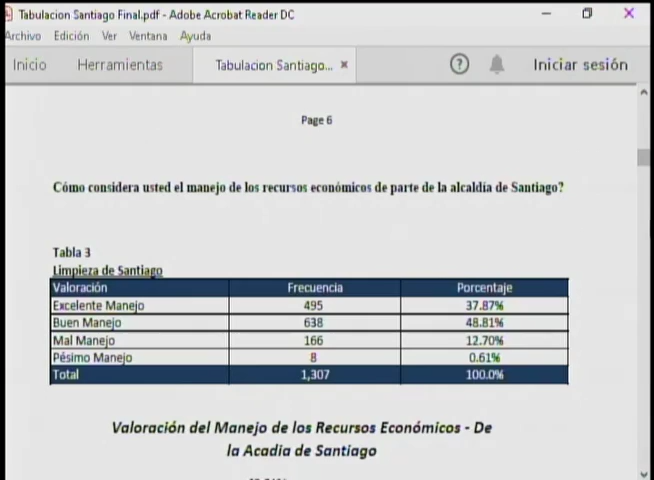 Tabulacion Santiago Final.pdf - Adobe Acrobat Reader DC
Archivo Edición Ver Ventana Ayuda
Inicio Herramientas Tabulacion Santiago... × ? Iniciar sesión
Page 6
Cómo considera usted el manejo de los recursos económicos de parte de la alcaldía de Santiago?
Tabla 3
Limpieza de Santiago
Valoración Frecuencia Porcentaje
Excelente Manejo 495 37.87%
Buen Manejo 638 48.81%
Mal Manejo 166 12.70%
Pésimo Manejo 8 0.61%
Total 1,307 100.0%
Valoración del Manejo de los Recursos Económicos - De
la Acadia de Santiago